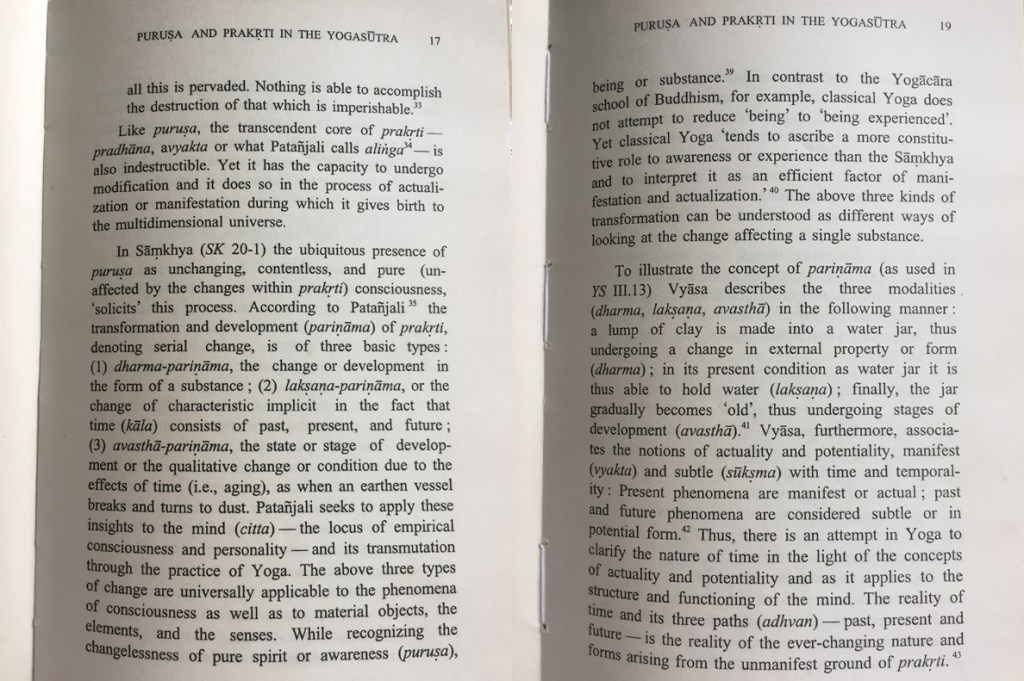 PURUṢA AND PRAKṚTI IN THE YOGASŪTRA 17
all this is pervaded. Nothing is able to accomplish
the destruction of that which is imperishable.³³
Like puruṣa, the transcendent core of prakṛti —
pradhāna, avyakta or what Patañjali calls aliṅga³⁴ — is
also indestructible. Yet it has the capacity to undergo
modification and it does so in the process of actuali-
zation or manifestation during which it gives birth to
the multidimensional universe.
In Sāṃkhya (SK 20-1) the ubiquitous presence of
puruṣa as unchanging, contentless, and pure (un-
affected by the changes within prakṛti) consciousness,
'solicits' this process. According to Patañjali ³⁵ the
transformation and development (pariṇāma) of prakṛti,
denoting serial change, is of three basic types :
(1) dharma-pariṇāma, the change or development in
the form of a substance ; (2) lakṣaṇa-pariṇāma, or the
change of characteristic implicit in the fact that
time (kāla) consists of past, present, and future ;
(3) avasthā-pariṇāma, the state or stage of develop-
ment or the qualitative change or condition due to the
effects of time (i.e., aging), as when an earthen vessel
breaks and turns to dust. Patañjali seeks to apply these
insights to the mind (citta) — the locus of empirical
consciousness and personality — and its transmutation
through the practice of Yoga. The above three types
of change are universally applicable to the phenomena
of consciousness as well as to material objects, the
elements, and the senses. While recognizing the
changelessness of pure spirit or awareness (puruṣa),
PURUṢA AND PRAKṚTI IN THE YOGASŪTRA 19
being or substance.³⁹ In contrast to the Yogācāra
school of Buddhism, for example, classical Yoga does
not attempt to reduce 'being' to 'being experienced'.
Yet classical Yoga 'tends to ascribe a more constitu-
tive role to awareness or experience than the Sāṃkhya
and to interpret it as an efficient factor of mani-
festation and actualization.' ⁴⁰ The above three kinds of
transformation can be understood as different ways of
looking at the change affecting a single substance.
To illustrate the concept of pariṇāma (as used in
YS III.13) Vyāsa describes the three modalities
(dharma, lakṣaṇa, avasthā) in the following manner :
a lump of clay is made into a water jar, thus
undergoing a change in external property or form
(dharma) ; in its present condition as water jar it is
thus able to hold water (lakṣaṇa) ; finally, the jar
gradually becomes 'old', thus undergoing stages of
development (avasthā).⁴¹ Vyāsa, furthermore, associa-
tes the notions of actuality and potentiality, manifest
(vyakta) and subtle (sūkṣma) with time and temporal-
ity : Present phenomena are manifest or actual ; past
and future phenomena are considered subtle or in
potential form.⁴² Thus, there is an attempt in Yoga to
clarify the nature of time in the light of the concepts
of actuality and potentiality and as it applies to the
structure and functioning of the mind. The reality of
time and its three paths (adhvan) — past, present and
future — is the reality of the ever-changing nature and
forms arising from the unmanifest ground of prakṛti. ⁴³